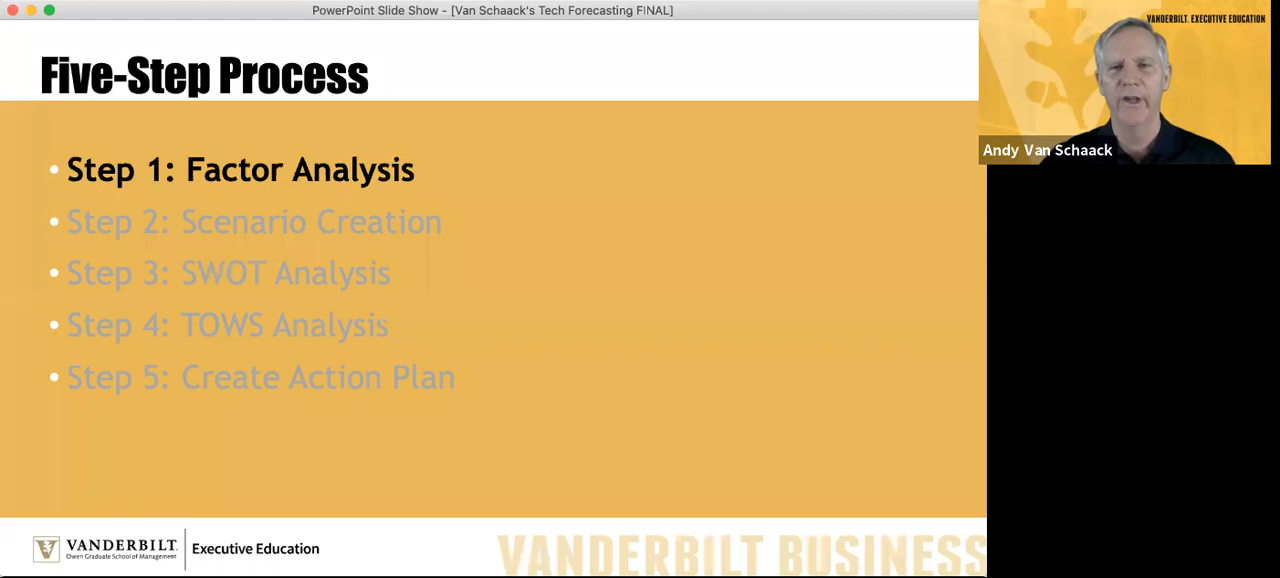 PowerPoint Slide Show - [Van Schaack's Tech Forecasting FINAL]
VANDERBILT. EXECUTIVE EDUCATION
Five-Step Process
Andy Van Schaack
• Step 1: Factor Analysis
• Step 2: Scenario Creation
• Step 3: SWOT Analysis
• Step 4: TOWS Analysis
• Step 5: Create Action Plan
VANDERBILT
Owen Graduate School of Management
Executive Education
VANDERBILT BUSINESS